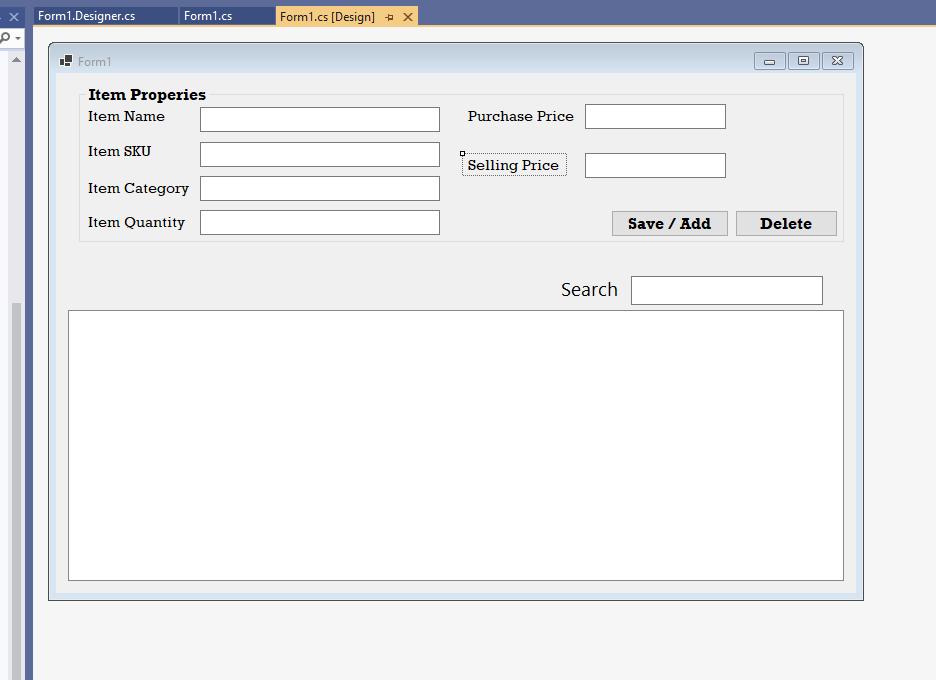 Form1.Designer.cs
Form1.cs
Form1.cs [Design]
Form1
Item Properies
Item Name
Purchase Price
Item SKU
Selling Price
Item Category
Item Quantity
Save / Add
Delete
Search